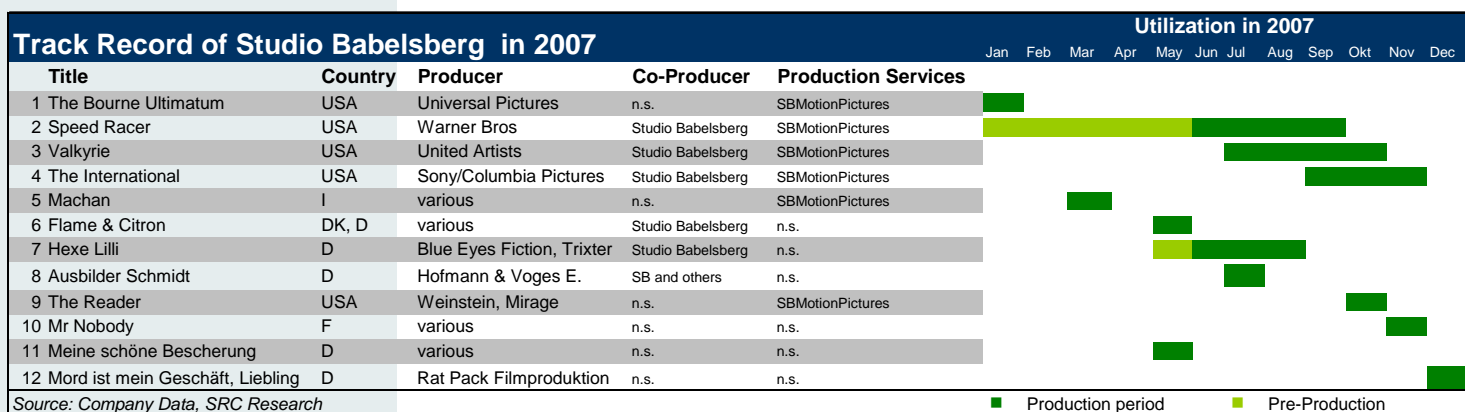 Utilization in 2007
Track Record of Studio Babelsberg in 2007
Jan Feb Mar Apr May Jun Jul Aug Sep Okt Nov Dec
Title Country Producer Co-Producer Production Services
1 The Bourne Ultimatum USA Universal Pictures n.s. SBMotionPictures
2 Speed Racer USA Warner Bros Studio Babelsberg SBMotionPictures
3 Valkyrie USA United Artists Studio Babelsberg SBMotionPictures
4 The International USA Sony/Columbia Pictures Studio Babelsberg SBMotionPictures
5 Machan I various n.s. SBMotionPictures
6 Flame & Citron DK, D various Studio Babelsberg n.s.
7 Hexe Lilli D Blue Eyes Fiction, Trixter Studio Babelsberg n.s.
8 Ausbilder Schmidt D Hofmann & Voges E. SB and others n.s.
9 The Reader USA Weinstein, Mirage n.s. SBMotionPictures
10 Mr Nobody F various n.s. n.s.
11 Meine schöne Bescherung D various n.s. n.s.
12 Mord ist mein Geschäft, Liebling D Rat Pack Filmproduktion n.s. n.s.
Source: Company Data, SRC Research Production period Pre-Production